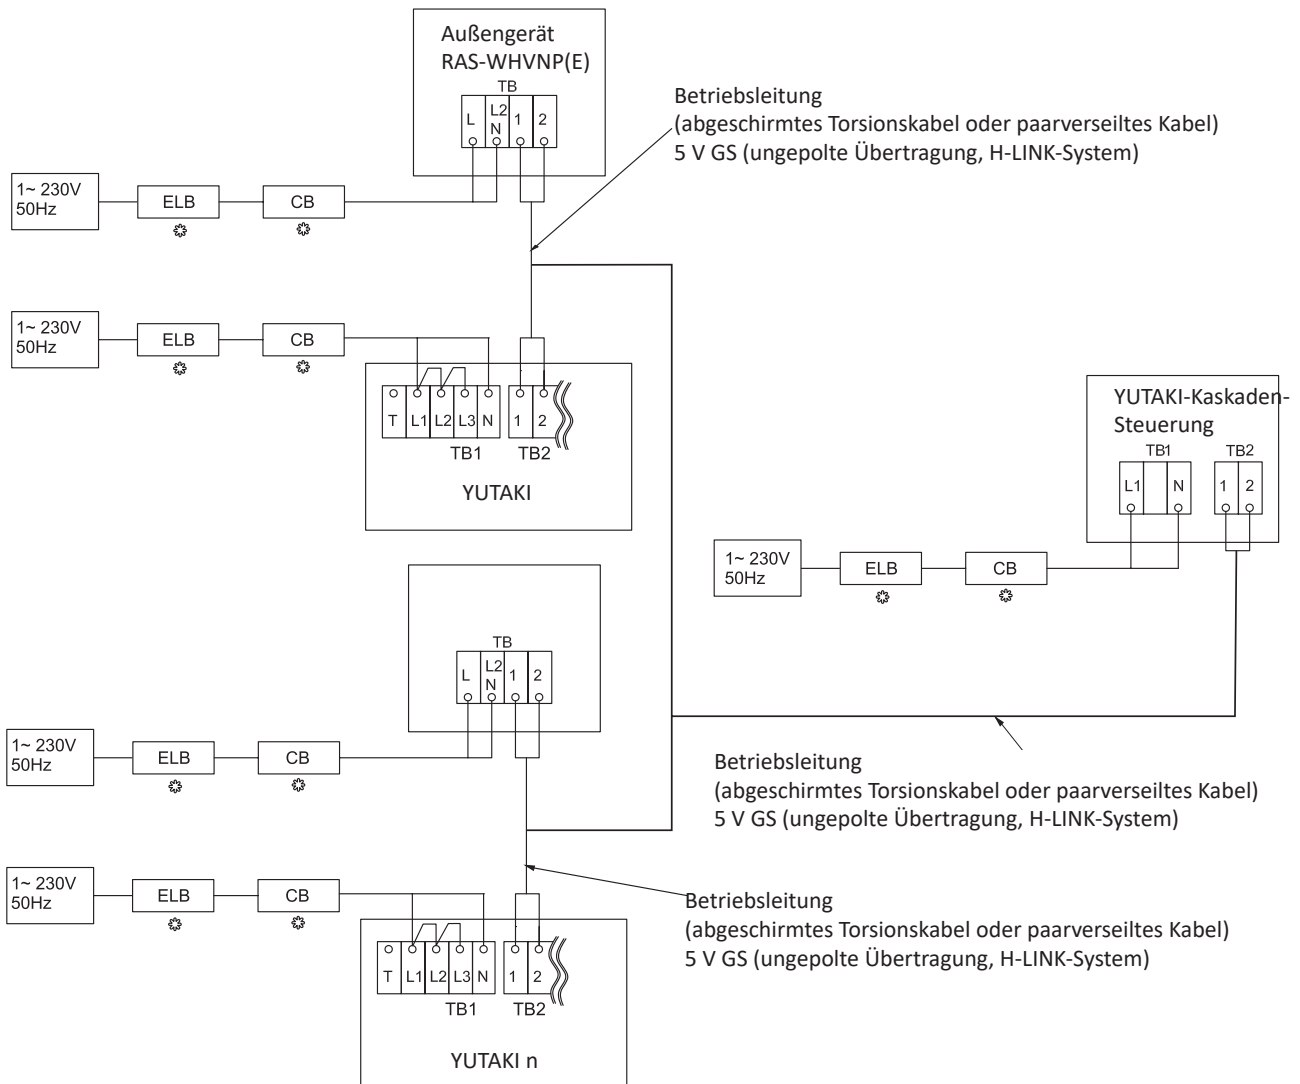 Außengerät
RAS-WHVNP(E)
TB
L L2 N 1 2
Betriebsleitung
(abgeschirmtes Torsionskabel oder paarverseiltes Kabel)
5 V GS (ungepolte Übertragung, H-LINK-System)
1~ 230V
50Hz
ELB
CB
1~ 230V
50Hz
ELB
CB
T L1 L2 L3 N 1 2
TB1 TB2
YUTAKI
YUTAKI-Kaskaden-
Steuerung
TB1 TB2
L1 N 1 2
1~ 230V
50Hz
ELB
CB
TB
L L2 N 1 2
1~ 230V
50Hz
ELB
CB
Betriebsleitung
(abgeschirmtes Torsionskabel oder paarverseiltes Kabel)
5 V GS (ungepolte Übertragung, H-LINK-System)
1~ 230V
50Hz
ELB
CB
Betriebsleitung
(abgeschirmtes Torsionskabel oder paarverseiltes Kabel)
5 V GS (ungepolte Übertragung, H-LINK-System)
T L1 L2 L3 N 1 2
TB1 TB2
YUTAKI n